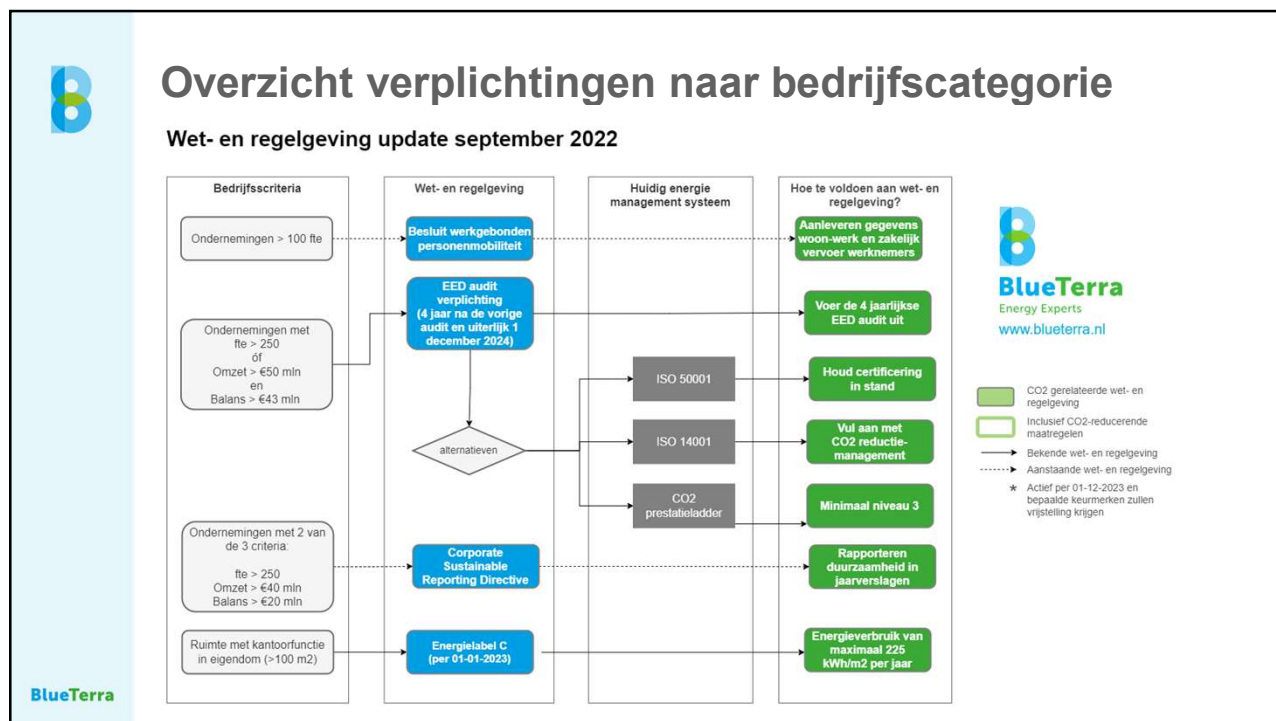 Overzicht verplichtingen naar bedrijfscategorie
Wet- en regelgeving update september 2022
Bedrijfsscriteria
Ondernemingen > 100 fte
Ondernemingen met
fte > 250
óf
Omzet > €50 mln
en
Balans > €43 mln
Ondernemingen met 2 van
de 3 criteria:
fte > 250
Omzet > €40 mln
Balans > €20 mln
Ruimte met kantoorfunctie
in eigendom (>100 m2)
Wet- en regelgeving
Besluit werkgebonden
personenmobiliteit
EED audit
verplichting
(4 jaar na de vorige
audit en uiterlijk 1
december 2024)
alternatieven
Corporate
Sustainable
Reporting Directive
Energielabel C
(per 01-01-2023)
Huidig energie
management systeem
ISO 50001
ISO 14001
CO2
prestatieladder
Hoe te voldoen aan wet- en
regelgeving?
Aanleveren gegevens
woon-werk en zakelijk
vervoer werknemers
Voer de 4 jaarlijkse
EED audit uit
Houd certificering
in stand
Vul aan met
CO2 reductie-
management
Minimaal niveau 3
Rapporteren
duurzaamheid in
jaarverslagen
Energieverbruik van
maximaal 225
kWh/m2 per jaar
BlueTerra
Energy Experts
www.blueterra.nl
CO2 gerelateerde wet- en
regelgeving
Inclusief CO2-reducerende
maatregelen
Bekende wet- en regelgeving
Aanstaande wet- en regelgeving
* Actief per 01-12-2023 en
bepaalde keurmerken zullen
vrijstelling krijgen
BlueTerra